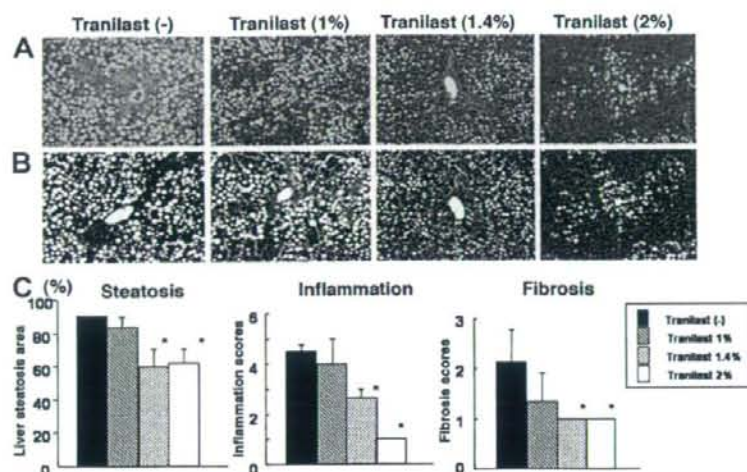 Tranilast (-) Tranilast (1%) Tranilast (1.4%) Tranilast (2%)
A
B
C (%) Steatosis Inflammation Fibrosis
Liver steatosis area
100
80
60
40
20
0
* *
Inflammation scores
6
4
2
0
* *
Fibrosis scores
3
2
1
0
* *
Tranilast (-)
Tranilast 1%
Tranilast 1.4%
Tranilast 2%